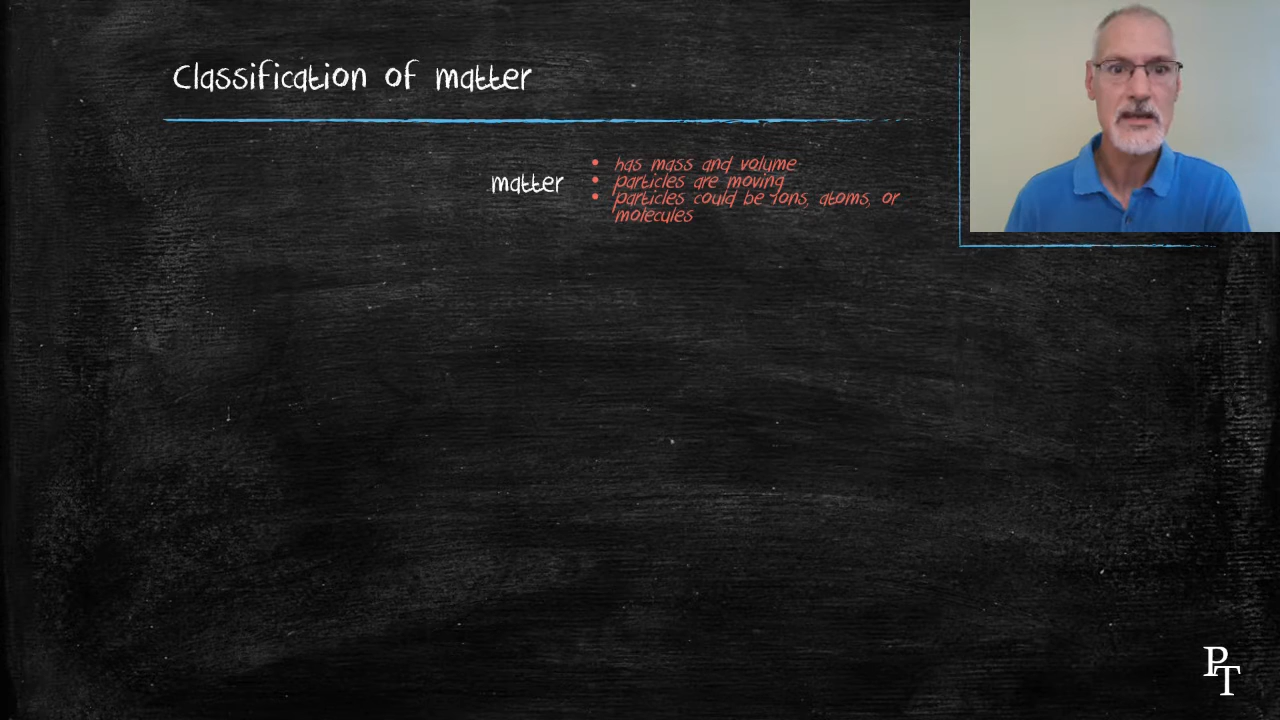 Classification of matter
matter
• has mass and volume
• particles are moving
• particles could be ions, atoms, or
molecules
PT